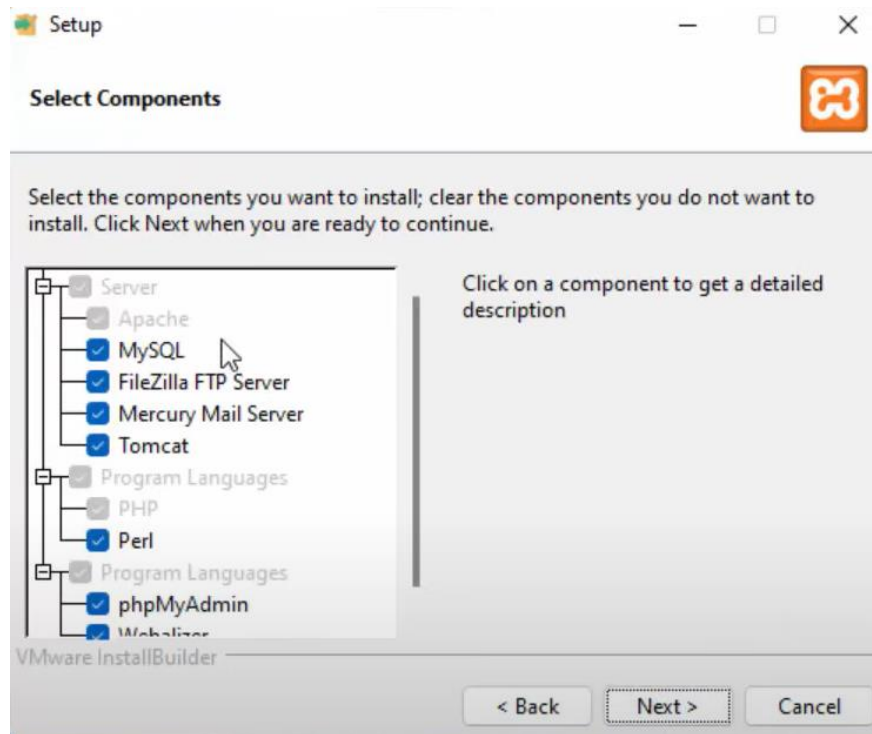 Setup
Select Components
Select the components you want to install; clear the components you do not want to
install. Click Next when you are ready to continue.
Server
Apache
MySQL
FileZilla FTP Server
Mercury Mail Server
Tomcat
Program Languages
PHP
Perl
Program Languages
phpMyAdmin
Webalizer
Click on a component to get a detailed
description
VMware InstallBuilder
< Back
Next >
Cancel